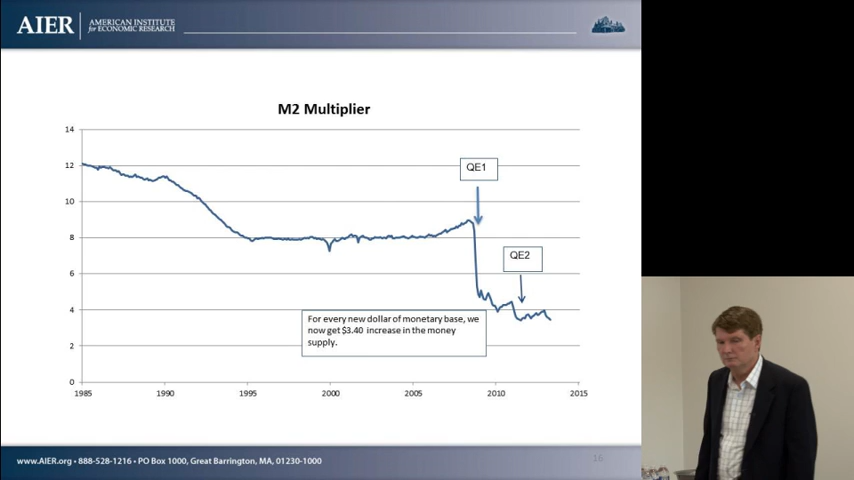 AIER
AMERICAN INSTITUTE
for ECONOMIC RESEARCH
M2 Multiplier
14
12
10
8
6
4
2
0
QE1
QE2
For every new dollar of monetary base, we
now get $3.40 increase in the money
supply.
1985
1990
1995
2000
2005
2010
2015
www.AIER.org • 888-528-1216 • PO Box 1000, Great Barrington, MA, 01230-1000
16